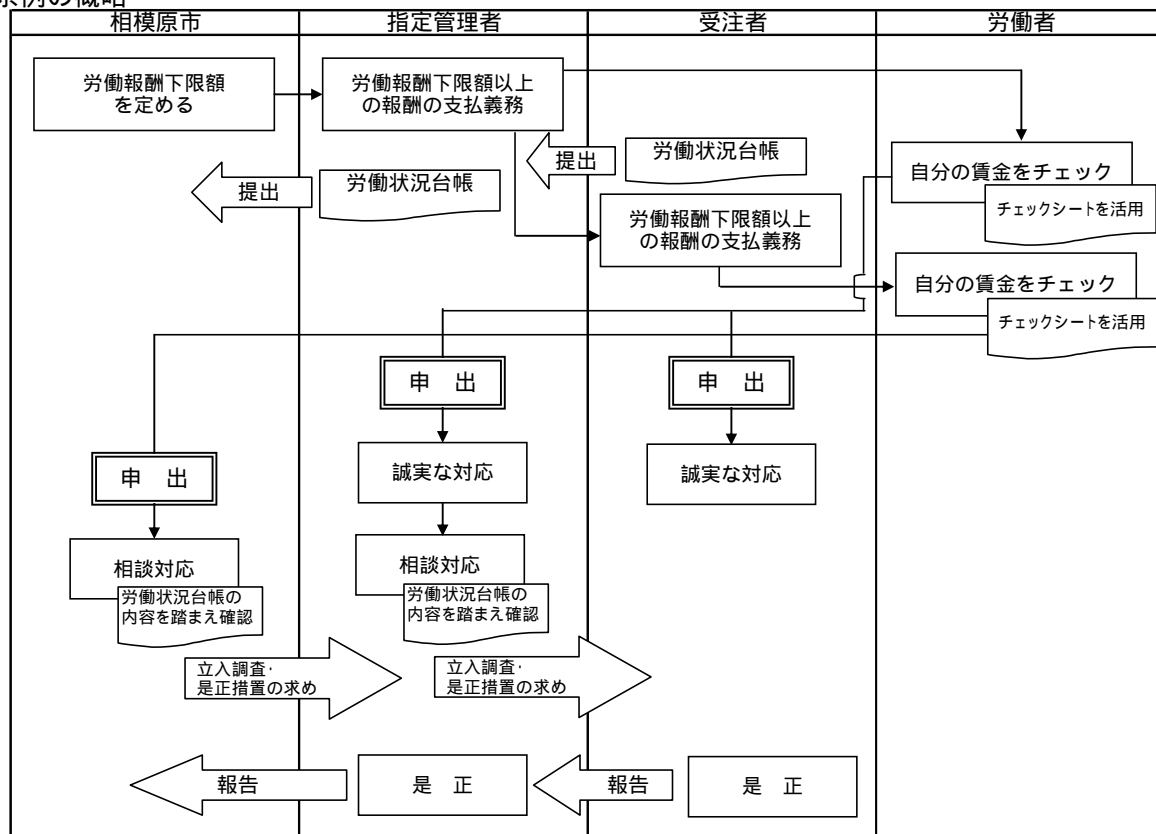 条例の概略
相模原市
指定管理者
受注者
労働者
労働報酬下限額
を定める
労働報酬下限額以上
の報酬の支払義務
提出
労働状況台帳
提出
労働状況台帳
自分の賃金をチェック
チェックシートを活用
労働報酬下限額以上
の報酬の支払義務
自分の賃金をチェック
チェックシートを活用
申 出
申 出
誠実な対応
誠実な対応
申 出
相談対応
労働状況台帳の
内容を踏まえ確認
相談対応
労働状況台帳の
内容を踏まえ確認
立入調査・
是正措置の求め
立入調査・
是正措置の求め
報告
是 正
報告
是 正